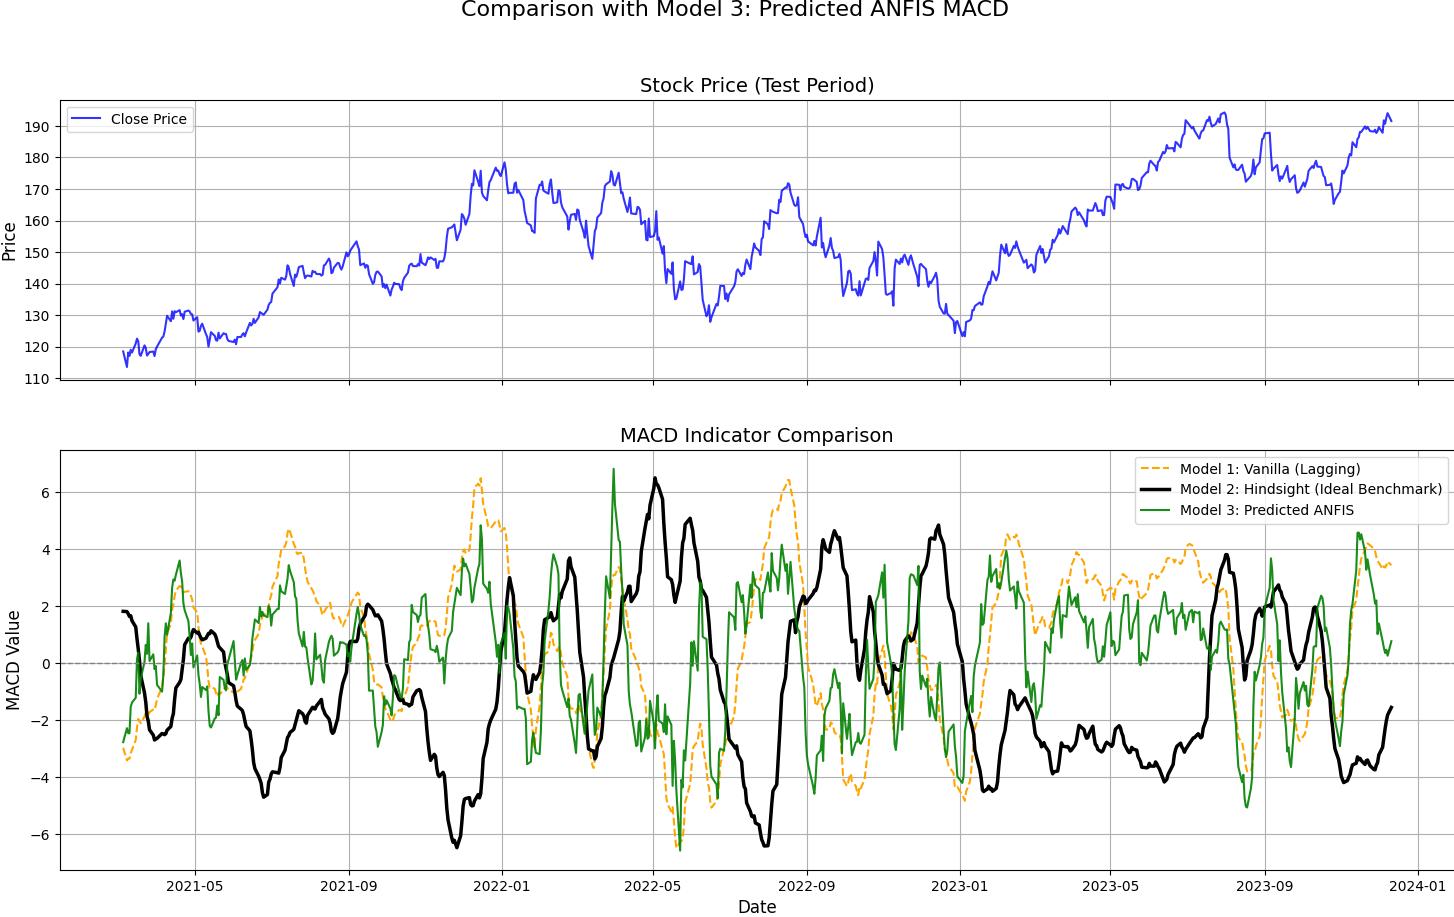 Comparison with Model 3: Predicted ANFIS MACD
Stock Price (Test Period)
Close Price
190
180
170
160
150
140
130
120
110
Price
MACD Indicator Comparison
Model 1: Vanilla (Lagging)
Model 2: Hindsight (Ideal Benchmark)
Model 3: Predicted ANFIS
6
4
2
0
−2
−4
−6
MACD Value
2021-05 2021-09 2022-01 2022-05 2022-09 2023-01 2023-05 2023-09 2024-01
Date